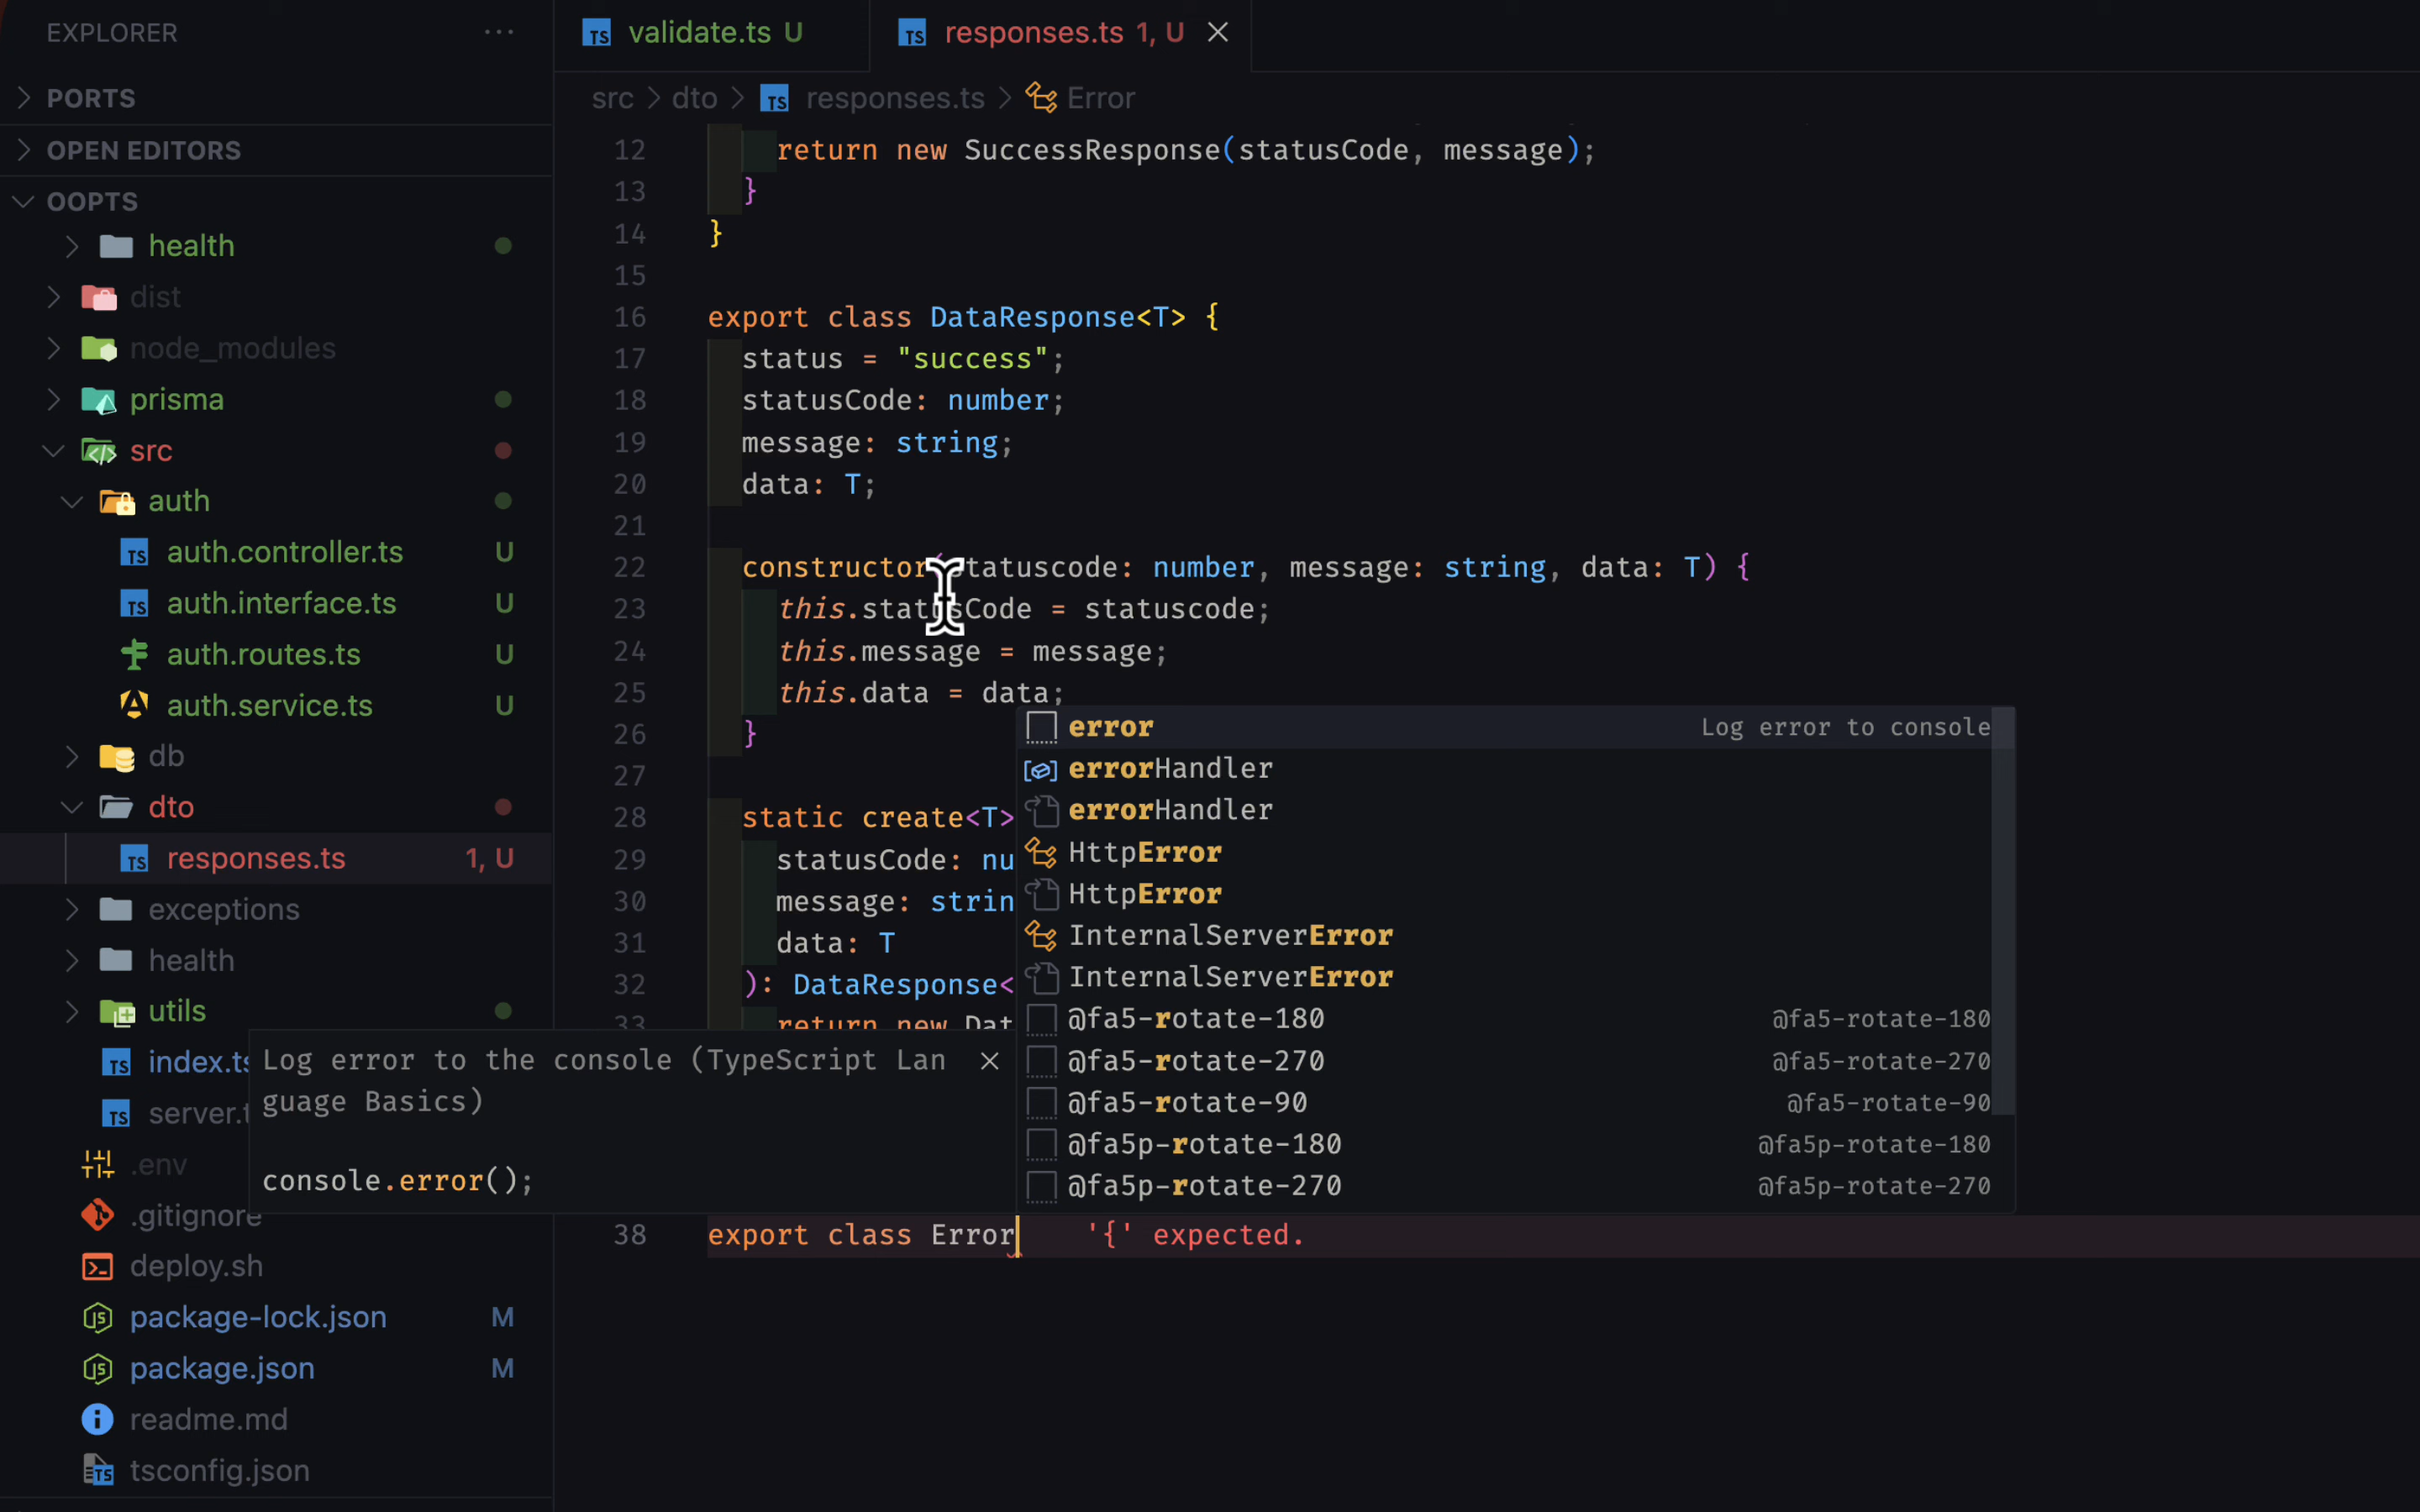 EXPLORER
PORTS
OPEN EDITORS
OOPTS
health
dist
node_modules
prisma
src
auth
auth.controller.ts U
auth.interface.ts U
auth.routes.ts U
auth.service.ts U
db
dto
responses.ts 1, U
exceptions
health
utils
index.ts
server.t
.env
.gitignore
deploy.sh
package-lock.json M
package.json M
readme.md
tsconfig.json
validate.ts U
responses.ts 1, U
src > dto > responses.ts > Error
12 return new SuccessResponse(statusCode, message);
13 }
14 }
15
16 export class DataResponse<T> {
17 status = "success";
18 statusCode: number;
19 message: string;
20 data: T;
21
22 constructor(statuscode: number, message: string, data: T) {
23 this.statusCode = statuscode;
24 this.message = message;
25 this.data = data;
26 }
27
28 static create<T>
29 statusCode: nu
30 message: strin
31 data: T
32 ): DataResponse<
33 return new Dat
38 export class Error '{' expected.
error Log error to console
errorHandler
errorHandler
HttpError
HttpError
InternalServerError
InternalServerError
@fa5-rotate-180 @fa5-rotate-180
@fa5-rotate-270 @fa5-rotate-270
@fa5-rotate-90 @fa5-rotate-90
@fa5p-rotate-180 @fa5p-rotate-180
@fa5p-rotate-270 @fa5p-rotate-270
Log error to the console (TypeScript Lan
guage Basics)
console.error();